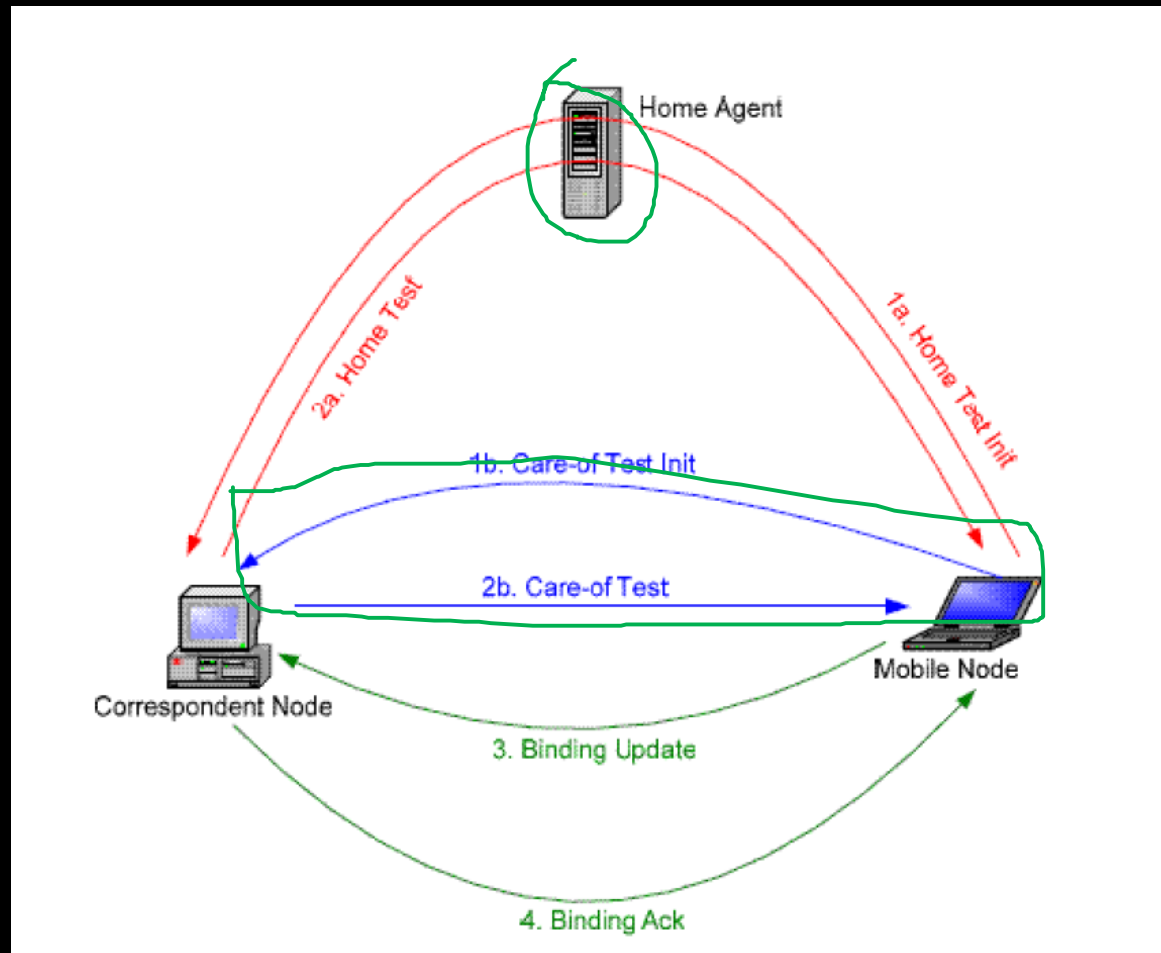 Home Agent
2a. Home Test
1a. Home Test Init
1b. Care-of Test Init
2b. Care-of Test
Correspondent Node
Mobile Node
3. Binding Update
4. Binding Ack